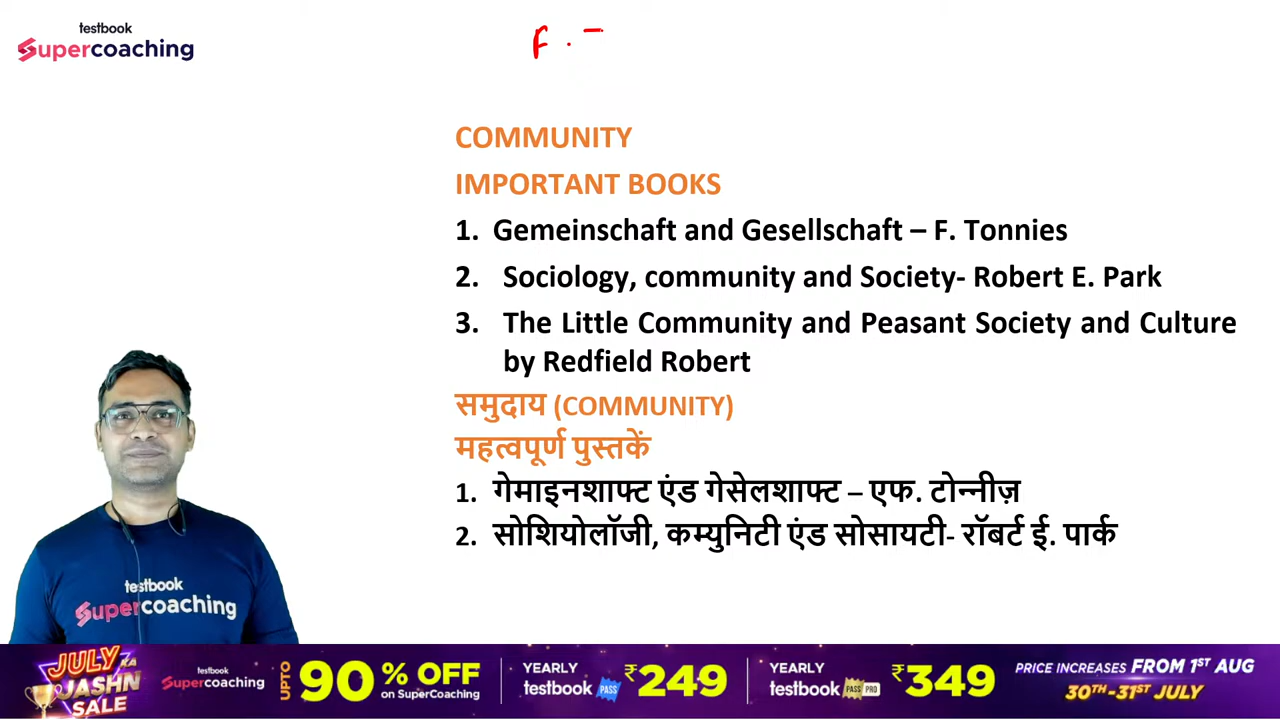 testbook
Supercoaching
F. T
COMMUNITY
IMPORTANT BOOKS
1. Gemeinschaft and Gesellschaft – F. Tonnies
2. Sociology, community and Society- Robert E. Park
3. The Little Community and Peasant Society and Culture
by Redfield Robert
समुदाय (COMMUNITY)
महत्वपूर्ण पुस्तकें
1. गेमाइनशाफ्ट एंड गेसेलशाफ्ट – एफ. टोन्नीज़
2. सोशियोलॉजी, कम्युनिटी एंड सोसायटी- रॉबर्ट ई. पार्क
testbook
Supercoaching
JULY KA
JASHN
SALE
testbook
Supercoaching
UPTO
90% OFF
on SuperCoaching
YEARLY
testbook PASS
₹249
YEARLY
testbook PASS PRO
₹349
PRICE INCREASES FROM 1ST AUG
30TH-31ST JULY